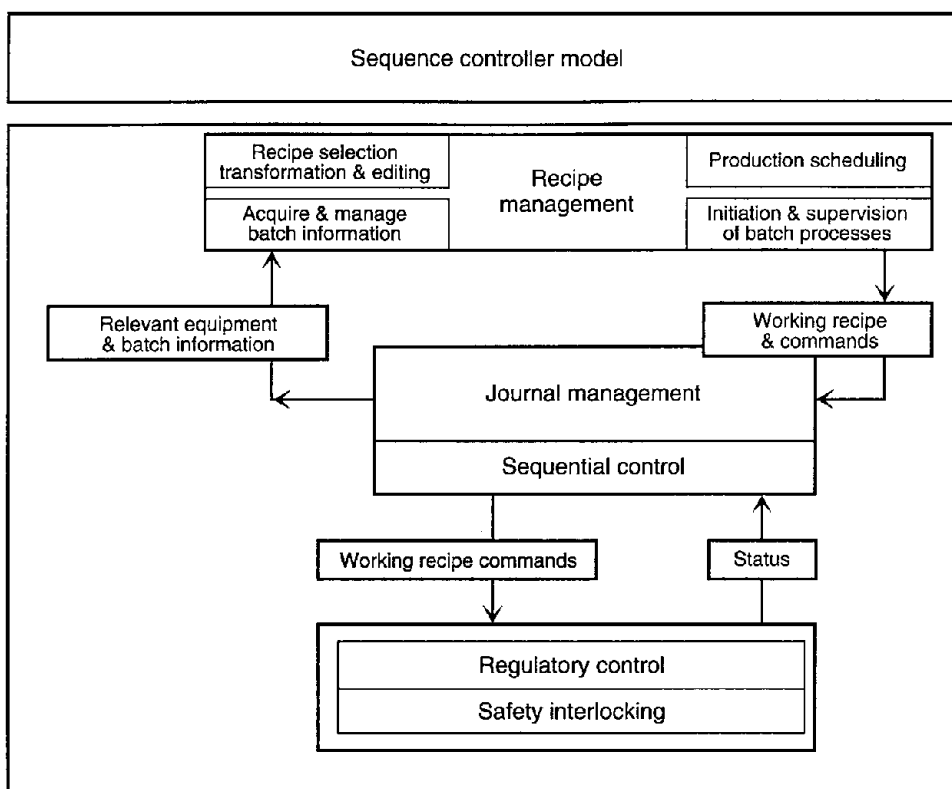 Sequence controller model
Recipe selection
transformation & editing
Recipe
management
Production scheduling
Acquire & manage
batch information
Initiation & supervision
of batch processes
Relevant equipment
& batch information
Working recipe
& commands
Journal management
Sequential control
Working recipe commands
Status
Regulatory control
Safety interlocking